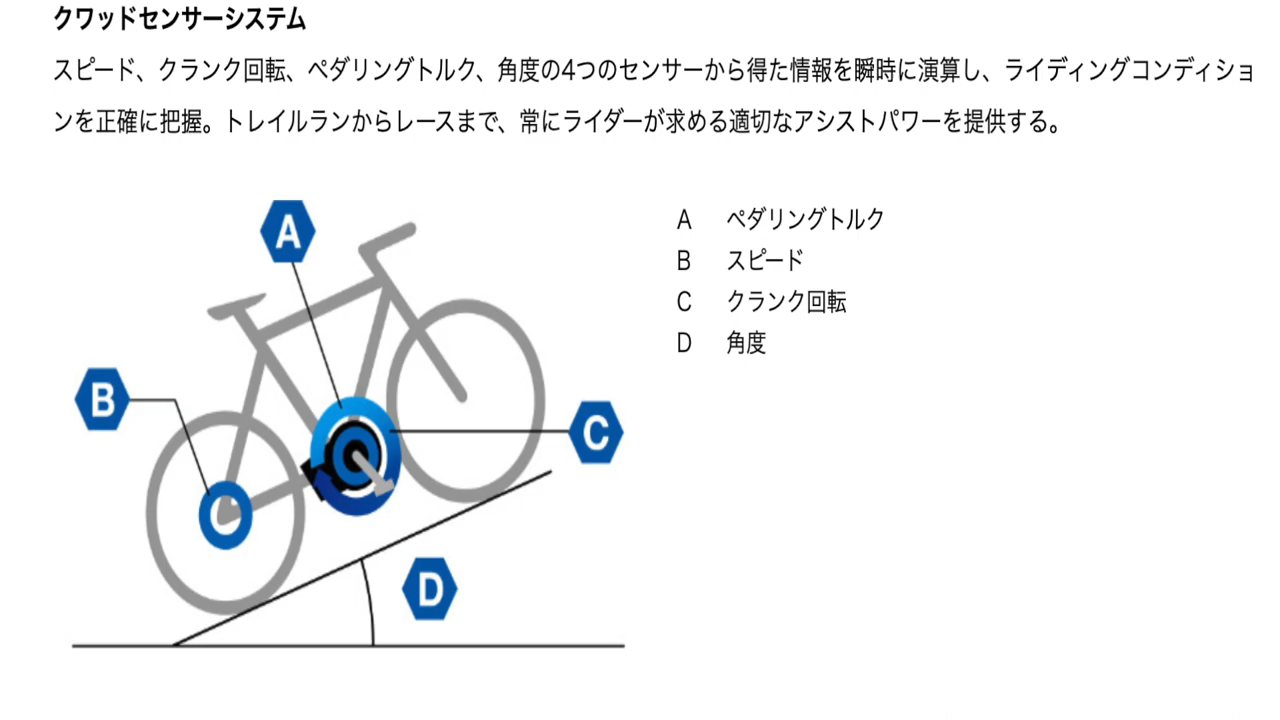 クワッドセンサーシステム
スピード、クランク回転、ペダリングトルク、角度の4つのセンサーから得た情報を瞬時に演算し、ライディングコンディショ
ンを正確に把握。トレイルランからレースまで、常にライダーが求める適切なアシストパワーを提供する。
A
A ペダリングトルク
B スピード
C クランク回転
D 角度
B
C
D